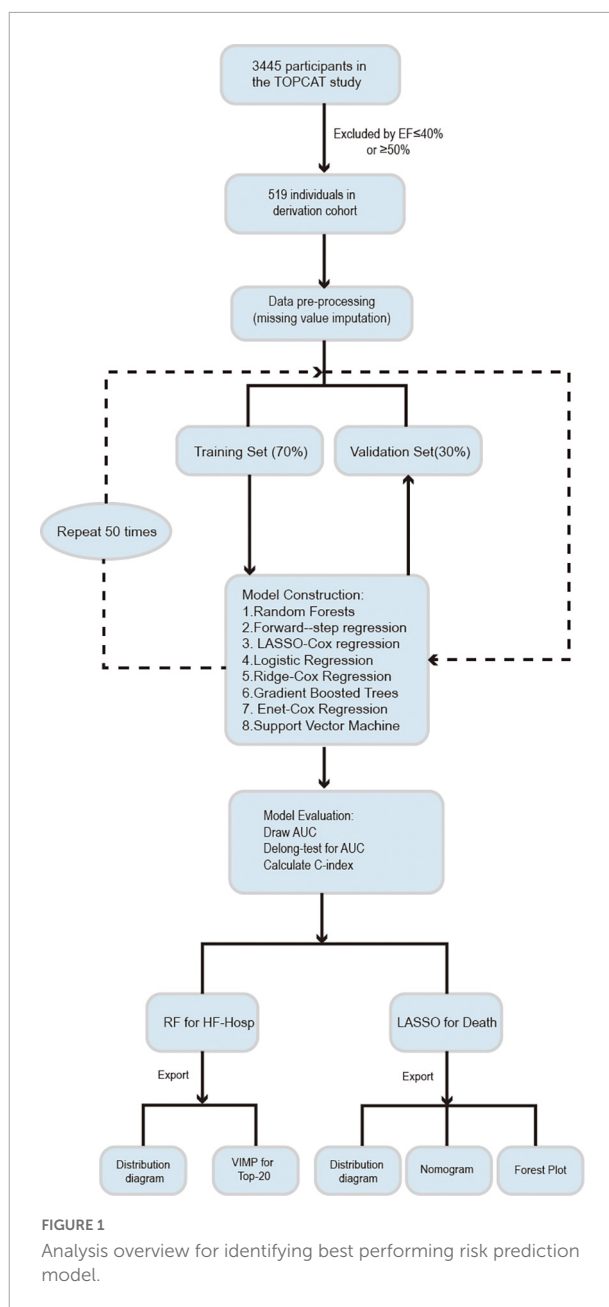 3445 participants in
the TOPCAT study
Excluded by EF≤40%
or ≥50%
519 individuals in
derivation cohort
Data pre-processing
(missing value imputation)
Training Set (70%)
Validation Set(30%)
Repeat 50 times
Model Construction:
1.Random Forests
2.Forward--step regression
3. LASSO-Cox regression
4.Logistic Regression
5.Ridge-Cox Regression
6.Gradient Boosted Trees
7. Enet-Cox Regression
8.Support Vector Machine
Model Evaluation:
Draw AUC
Delong-test for AUC
Calculate C-index
RF for HF-Hosp
LASSO for Death
Export
Export
Distribution
diagram
VIMP for
Top-20
Distribution
diagram
Nomogram
Forest Plot
FIGURE 1
Analysis overview for identifying best performing risk prediction
model.